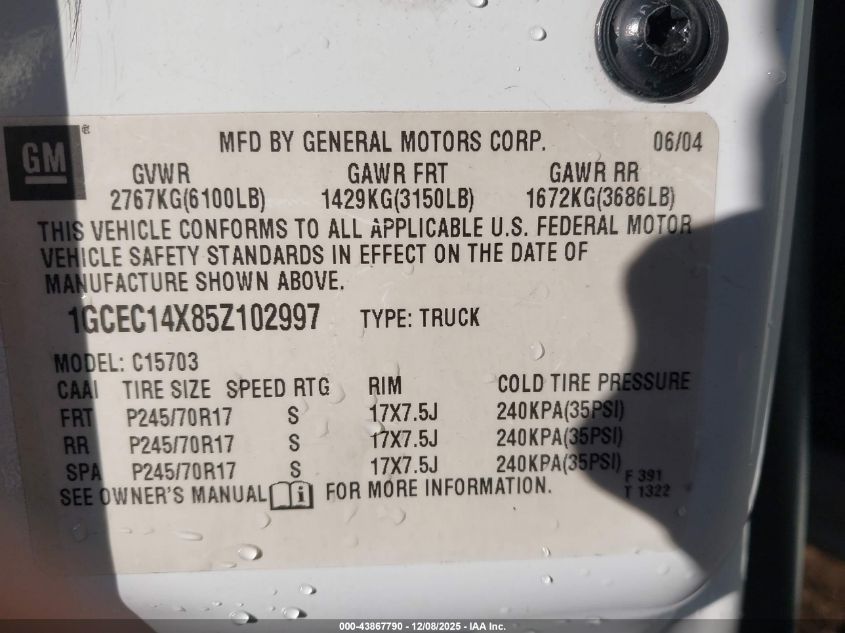 GM ®
MFD BY GENERAL MOTORS CORP. 06/04
GVWR GAWR FRT GAWR RR
2767KG(6100LB) 1429KG(3150LB) 1672KG(3686LB)
THIS VEHICLE CONFORMS TO ALL APPLICABLE U.S. FEDERAL MOTOR
VEHICLE SAFETY STANDARDS IN EFFECT ON THE DATE OF
MANUFACTURE SHOWN ABOVE.
1GCEC14X85Z102997 TYPE: TRUCK
MODEL: C15703
CAAI TIRE SIZE SPEED RTG RIM COLD TIRE PRESSURE
FRT P245/70R17 S 17X7.5J 240KPA(35PSI)
RR P245/70R17 S 17X7.5J 240KPA(35PSI)
SPA P245/70R17 S 17X7.5J 240KPA(35PSI)
SEE OWNER'S MANUAL i FOR MORE INFORMATION.
F 391
T 1322
000-43867790 - 12/08/2025 - IAA Inc.